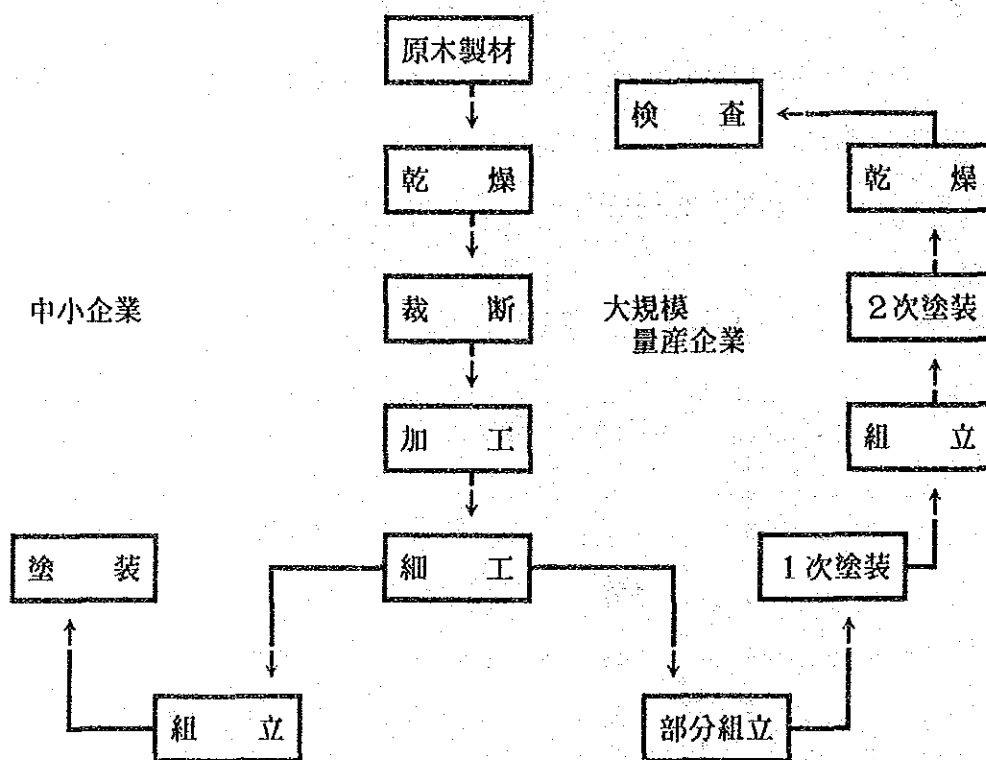 原木製材
検　　査
乾　　燥
乾　　燥
裁　　断
2次塗装
中小企業
大規模
量産企業
加　　工
組　　立
塗　　装
細　　工
1次塗装
組　　立
部分組立